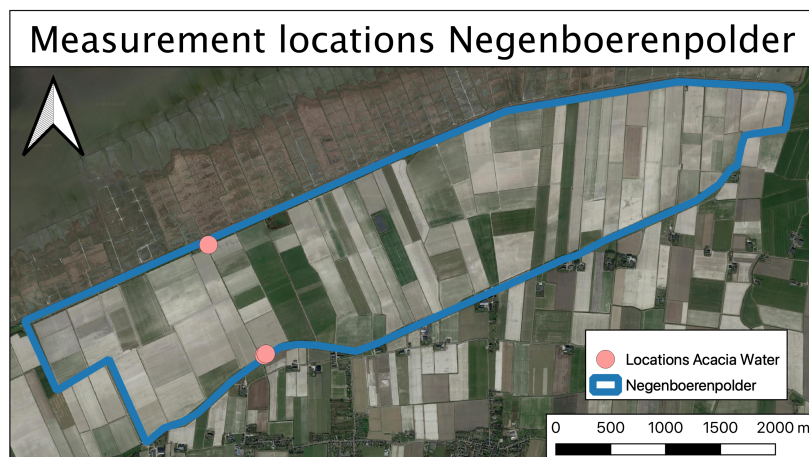 Measurement locations Negenboerenpolder
Locations Acacia Water
Negenboerenpolder
0 500 1000 1500 2000 m